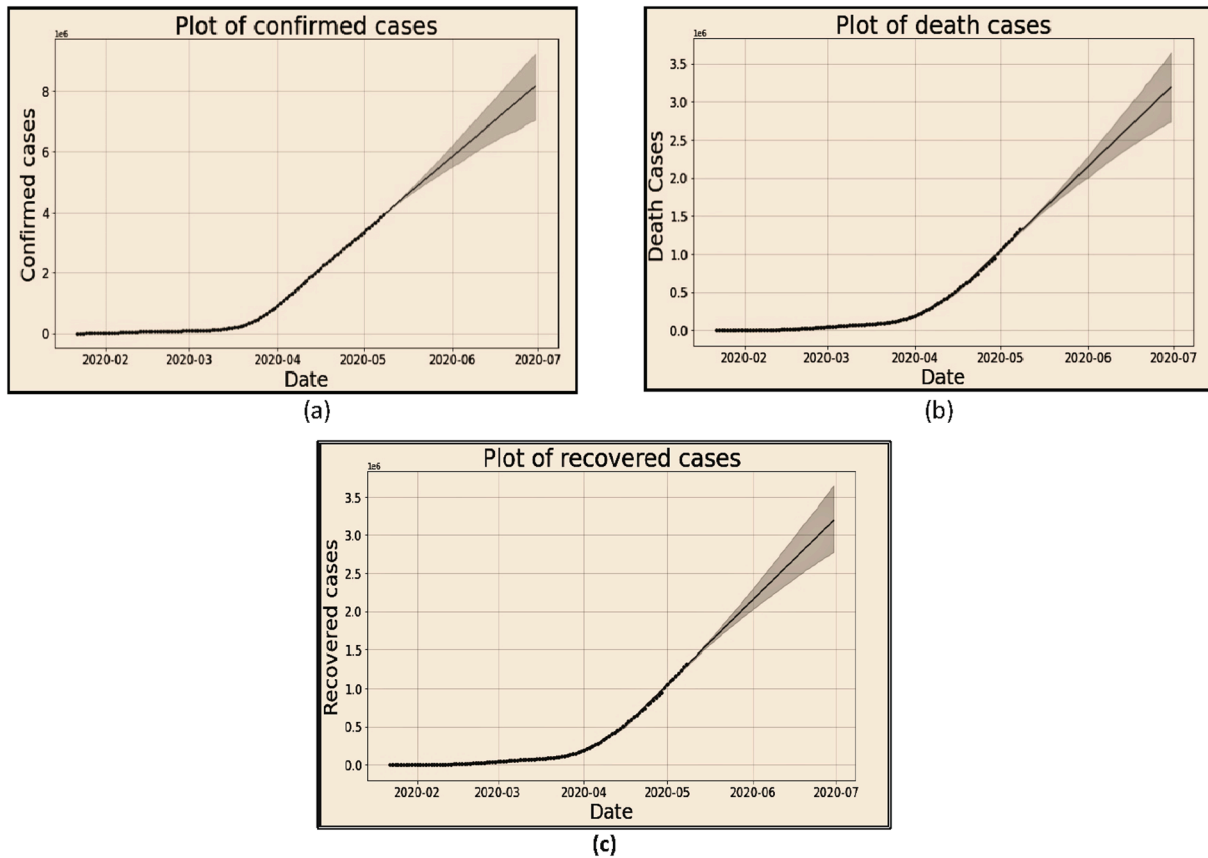 Plot of confirmed cases
1e6
8
6
4
2
0
Confirmed cases
2020-02 2020-03 2020-04 2020-05 2020-06 2020-07
Date
(a)
Plot of death cases
1e6
3.5
3.0
2.5
2.0
1.5
1.0
0.5
0.0
Death Cases
2020-02 2020-03 2020-04 2020-05 2020-06 2020-07
Date
(b)
Plot of recovered cases
1e6
3.5
3.0
2.5
2.0
1.5
1.0
0.5
0.0
Recovered cases
2020-02 2020-03 2020-04 2020-05 2020-06 2020-07
Date
(c)